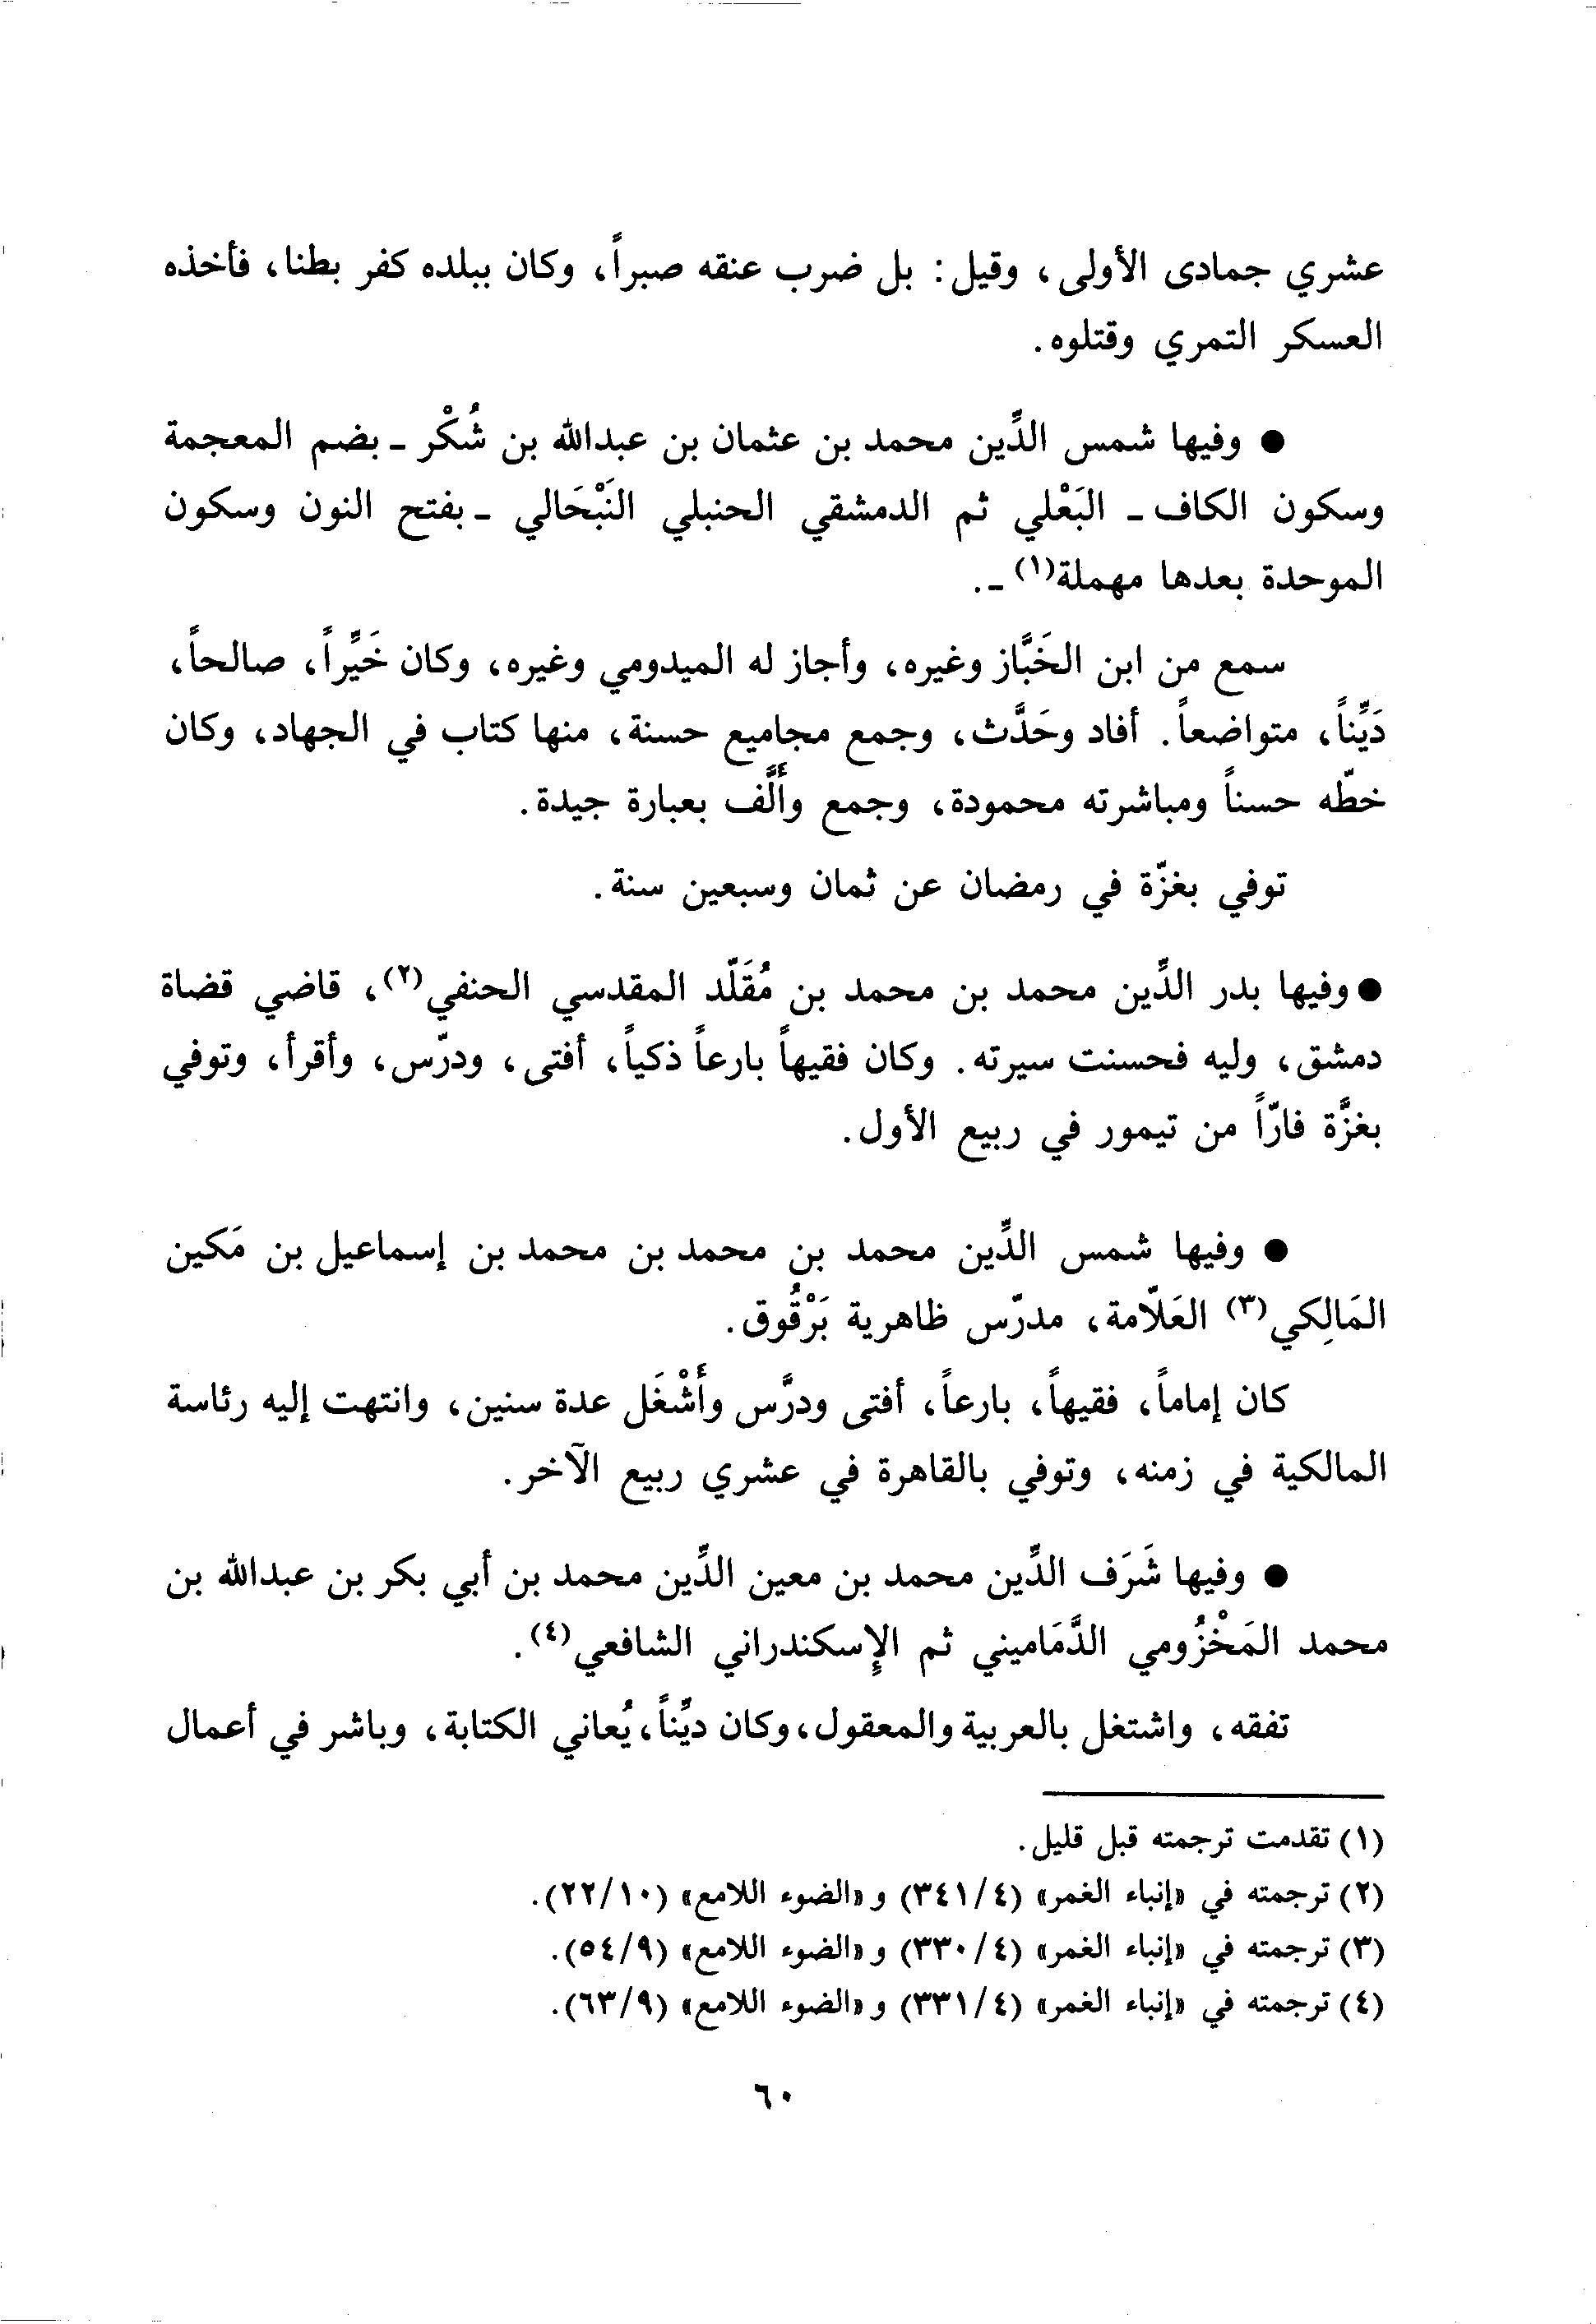 عشري جمادى الأولى، وقيل: بل ضرب عنقه صبراً، وكان ببلده كفر بطنا، فأخذه
العسكر التمري وقتلوه.
● وفيها شمس الدِّين محمد بن عثمان بن عبدالله بن شُكْر ـ بضم المعجمة
وسكون الكاف ـ البَعْلي ثم الدمشقي الحنبلي النَبْحَالي ـ بفتح النون وسكون
الموحدة بعدها مهملة(١) ـ.
سمع من ابن الخَبَّاز وغيره، وأجاز له الميدومي وغيره، وكان خَيِّراً، صالحاً،
دَيِّناً، متواضعاً. أفاد وحَدَّث، وجمع مجاميع حسنة، منها كتاب في الجهاد، وكان
خطّه حسناً ومباشرته محمودة، وجمع وأَلَّف بعبارة جيدة.
توفي بغزّة في رمضان عن ثمان وسبعين سنة.
● وفيها بدر الدِّين محمد بن محمد بن مُقَلّد المقدسي الحنفي(٢)، قاضي قضاة
دمشق، وليه فحسنت سيرته. وكان فقيهاً بارعاً ذكياً، أفتى، ودرّس، وأقرأ، وتوفي
بغزَّة فارّاً من تيمور في ربيع الأول.
● وفيها شمس الدِّين محمد بن محمد بن محمد بن إسماعيل بن مَكين
المَالِكي(٣) العَلّامة، مدرّس ظاهرية بَرْقُوق.
كان إماماً، فقيهاً، بارعاً، أفتى ودرَّس وأَشْغَل عدة سنين، وانتهت إليه رئاسة
المالكية في زمنه، وتوفي بالقاهرة في عشري ربيع الآخر.
● وفيها شَرَف الدِّين محمد بن معين الدِّين محمد بن أبي بكر بن عبدالله بن
محمد المَخْزُومي الدَّمَاميني ثم الإسكندراني الشافعي(٤).
تفقه، واشتغل بالعربية والمعقول، وكان ديِّناً، يُعاني الكتابة، وباشر في أعمال
(١) تقدمت ترجمته قبل قليل.
(٢) ترجمته في «إنباء الغمر» (٤/ ٣٤١) و «الضوء اللامع» (١٠/ ٢٢).
(٣) ترجمته في «إنباء الغمر» (٤/ ٣٣٠) و «الضوء اللامع» (٩/ ٥٤).
(٤) ترجمته في «إنباء الغمر» (٤/ ٣٣١) و «الضوء اللامع» (٩/ ٦٣).
٦٠